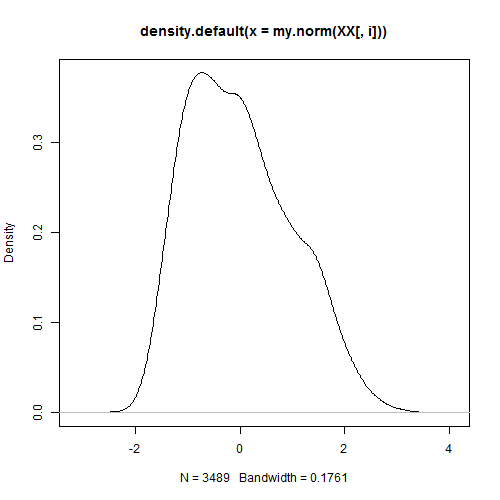 density.default(x = my.norm(XX[, i]))
Density
0.0
0.1
0.2
0.3
-2
0
2
4
N = 3489   Bandwidth = 0.1761